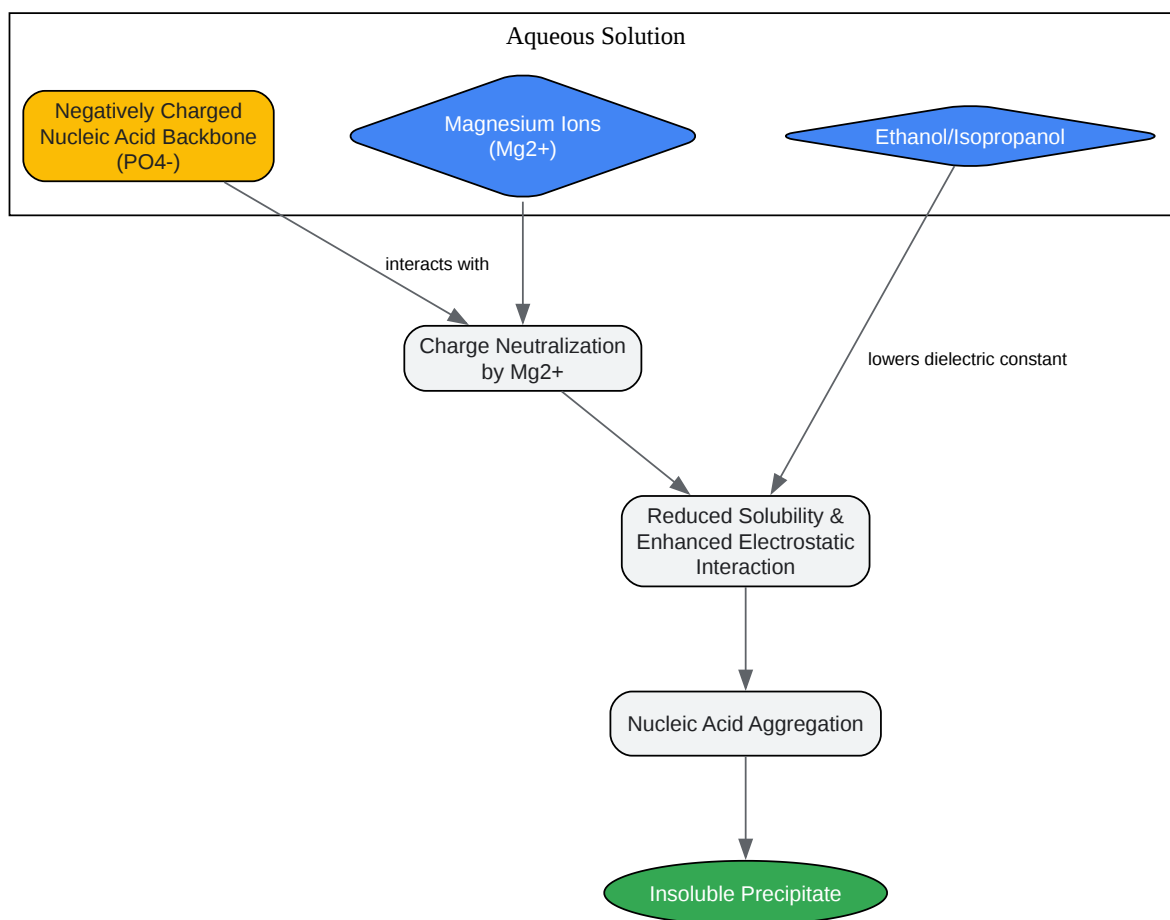 Aqueous Solution
Negatively Charged
Nucleic Acid Backbone
(PO4-)
Magnesium Ions
(Mg2+)
Ethanol/Isopropanol
interacts with
Charge Neutralization
by Mg2+
lowers dielectric constant
Reduced Solubility &
Enhanced Electrostatic
Interaction
Nucleic Acid Aggregation
Insoluble Precipitate